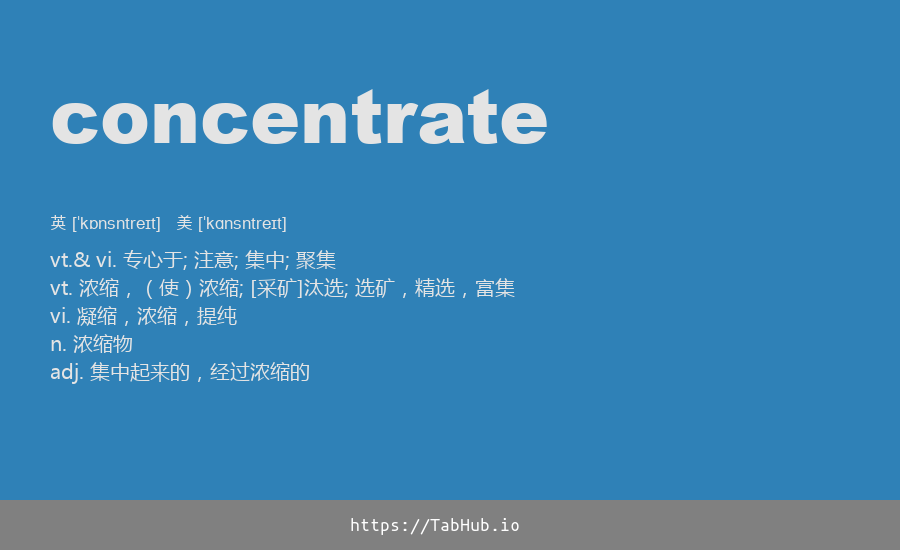 concentrate
英 [ˈkɒnsntreɪt] 美 [ˈkɑnsntreɪt]
vt.& vi. 专心于; 注意; 集中; 聚集
vt. 浓缩，（使）浓缩; [采矿]汰选; 选矿，精选，富集
vi. 凝缩，浓缩，提纯
n. 浓缩物
adj. 集中起来的，经过浓缩的
https://TabHub.io